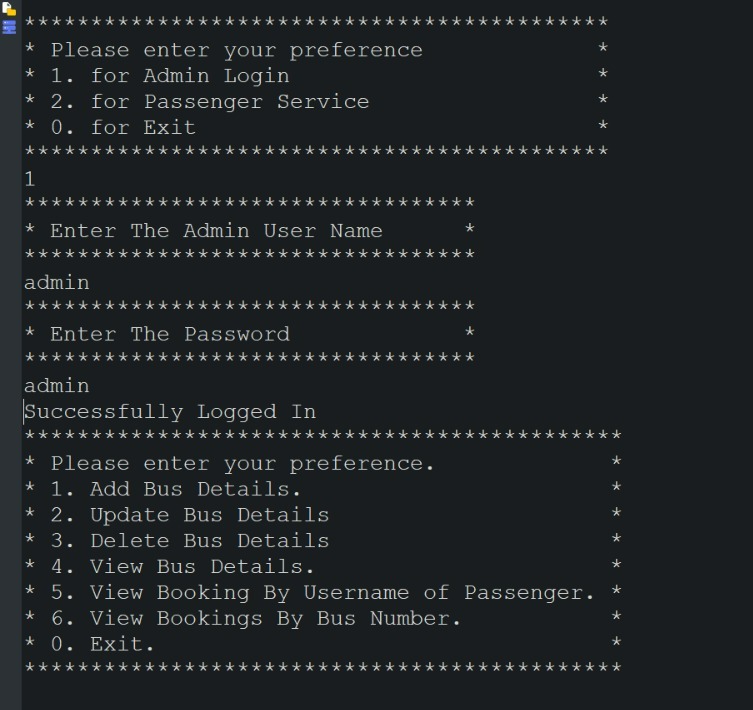 ********************************************
* Please enter your preference             *
* 1. for Admin Login                       *
* 2. for Passenger Service                 *
* 0. for Exit                              *
********************************************
1
**********************************
* Enter The Admin User Name      *
**********************************
admin
**********************************
* Enter The Password             *
**********************************
admin
Successfully Logged In
*********************************************
* Please enter your preference.             *
* 1. Add Bus Details.                       *
* 2. Update Bus Details                     *
* 3. Delete Bus Details                     *
* 4. View Bus Details.                      *
* 5. View Booking By Username of Passenger. *
* 6. View Bookings By Bus Number.           *
* 0. Exit.                                  *
*********************************************